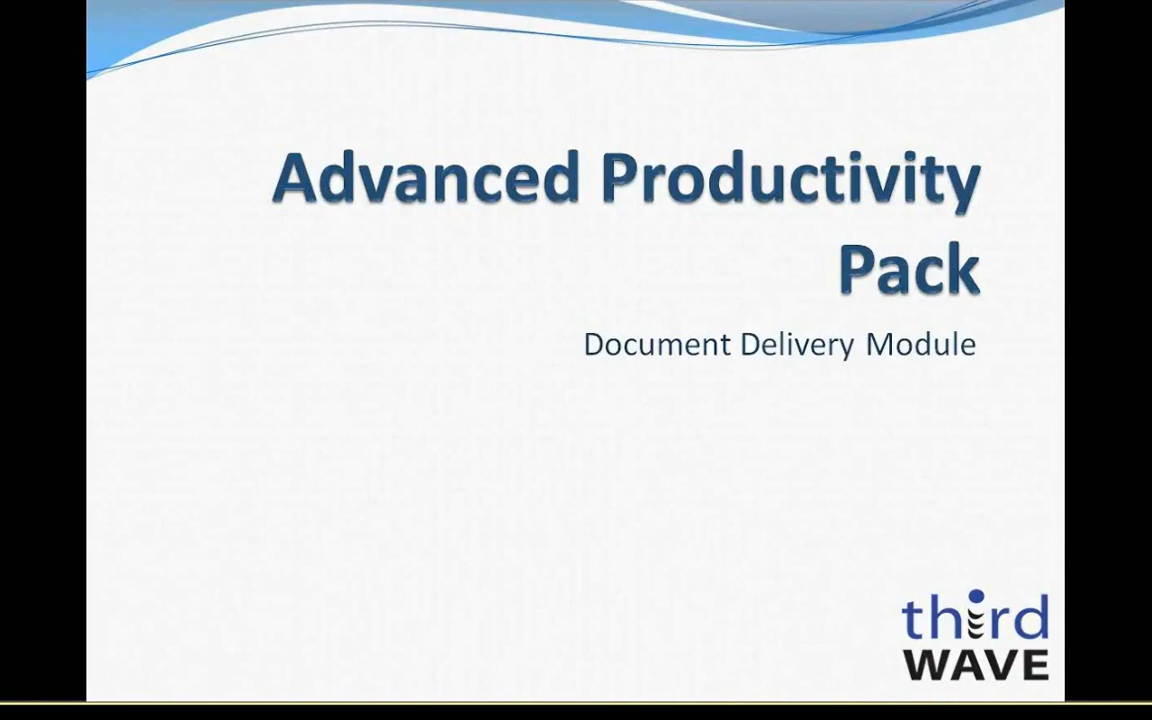 Advanced Productivity
Pack
Document Delivery Module
third
WAVE